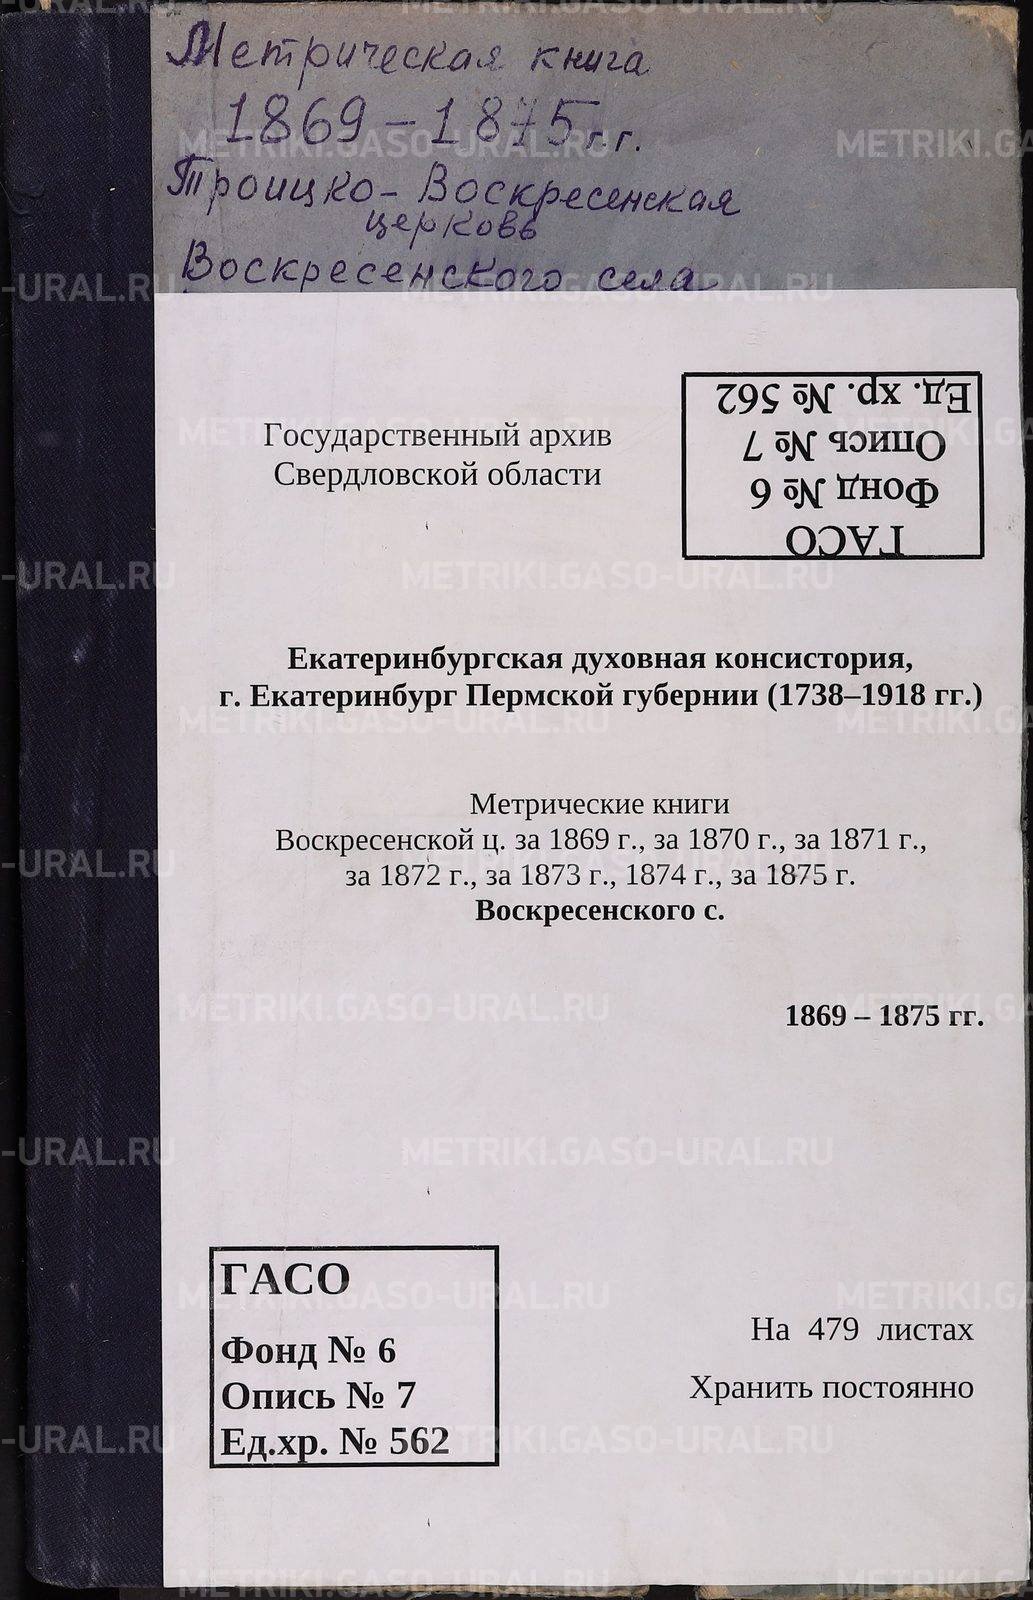 Метрическая книга
1869-1875 г.г.
Троицко-Воскресенская
церковь
Воскресенского села
Государственный архив
Свердловской области
ГАСО
Фонд № 6
Опись № 7
Ед. хр. № 562
Екатеринбургская духовная консистория,
г. Екатеринбург Пермской губернии (1738–1918 гг.)
Метрические книги
Воскресенской ц. за 1869 г., за 1870 г., за 1871 г.,
за 1872 г., за 1873 г., 1874 г., за 1875 г.
Воскресенского с.
1869 – 1875 гг.
ГАСО
Фонд № 6
Опись № 7
Ед.хр. № 562
На 479 листах
Хранить постоянно
METRIKI.GASO-URAL.RU